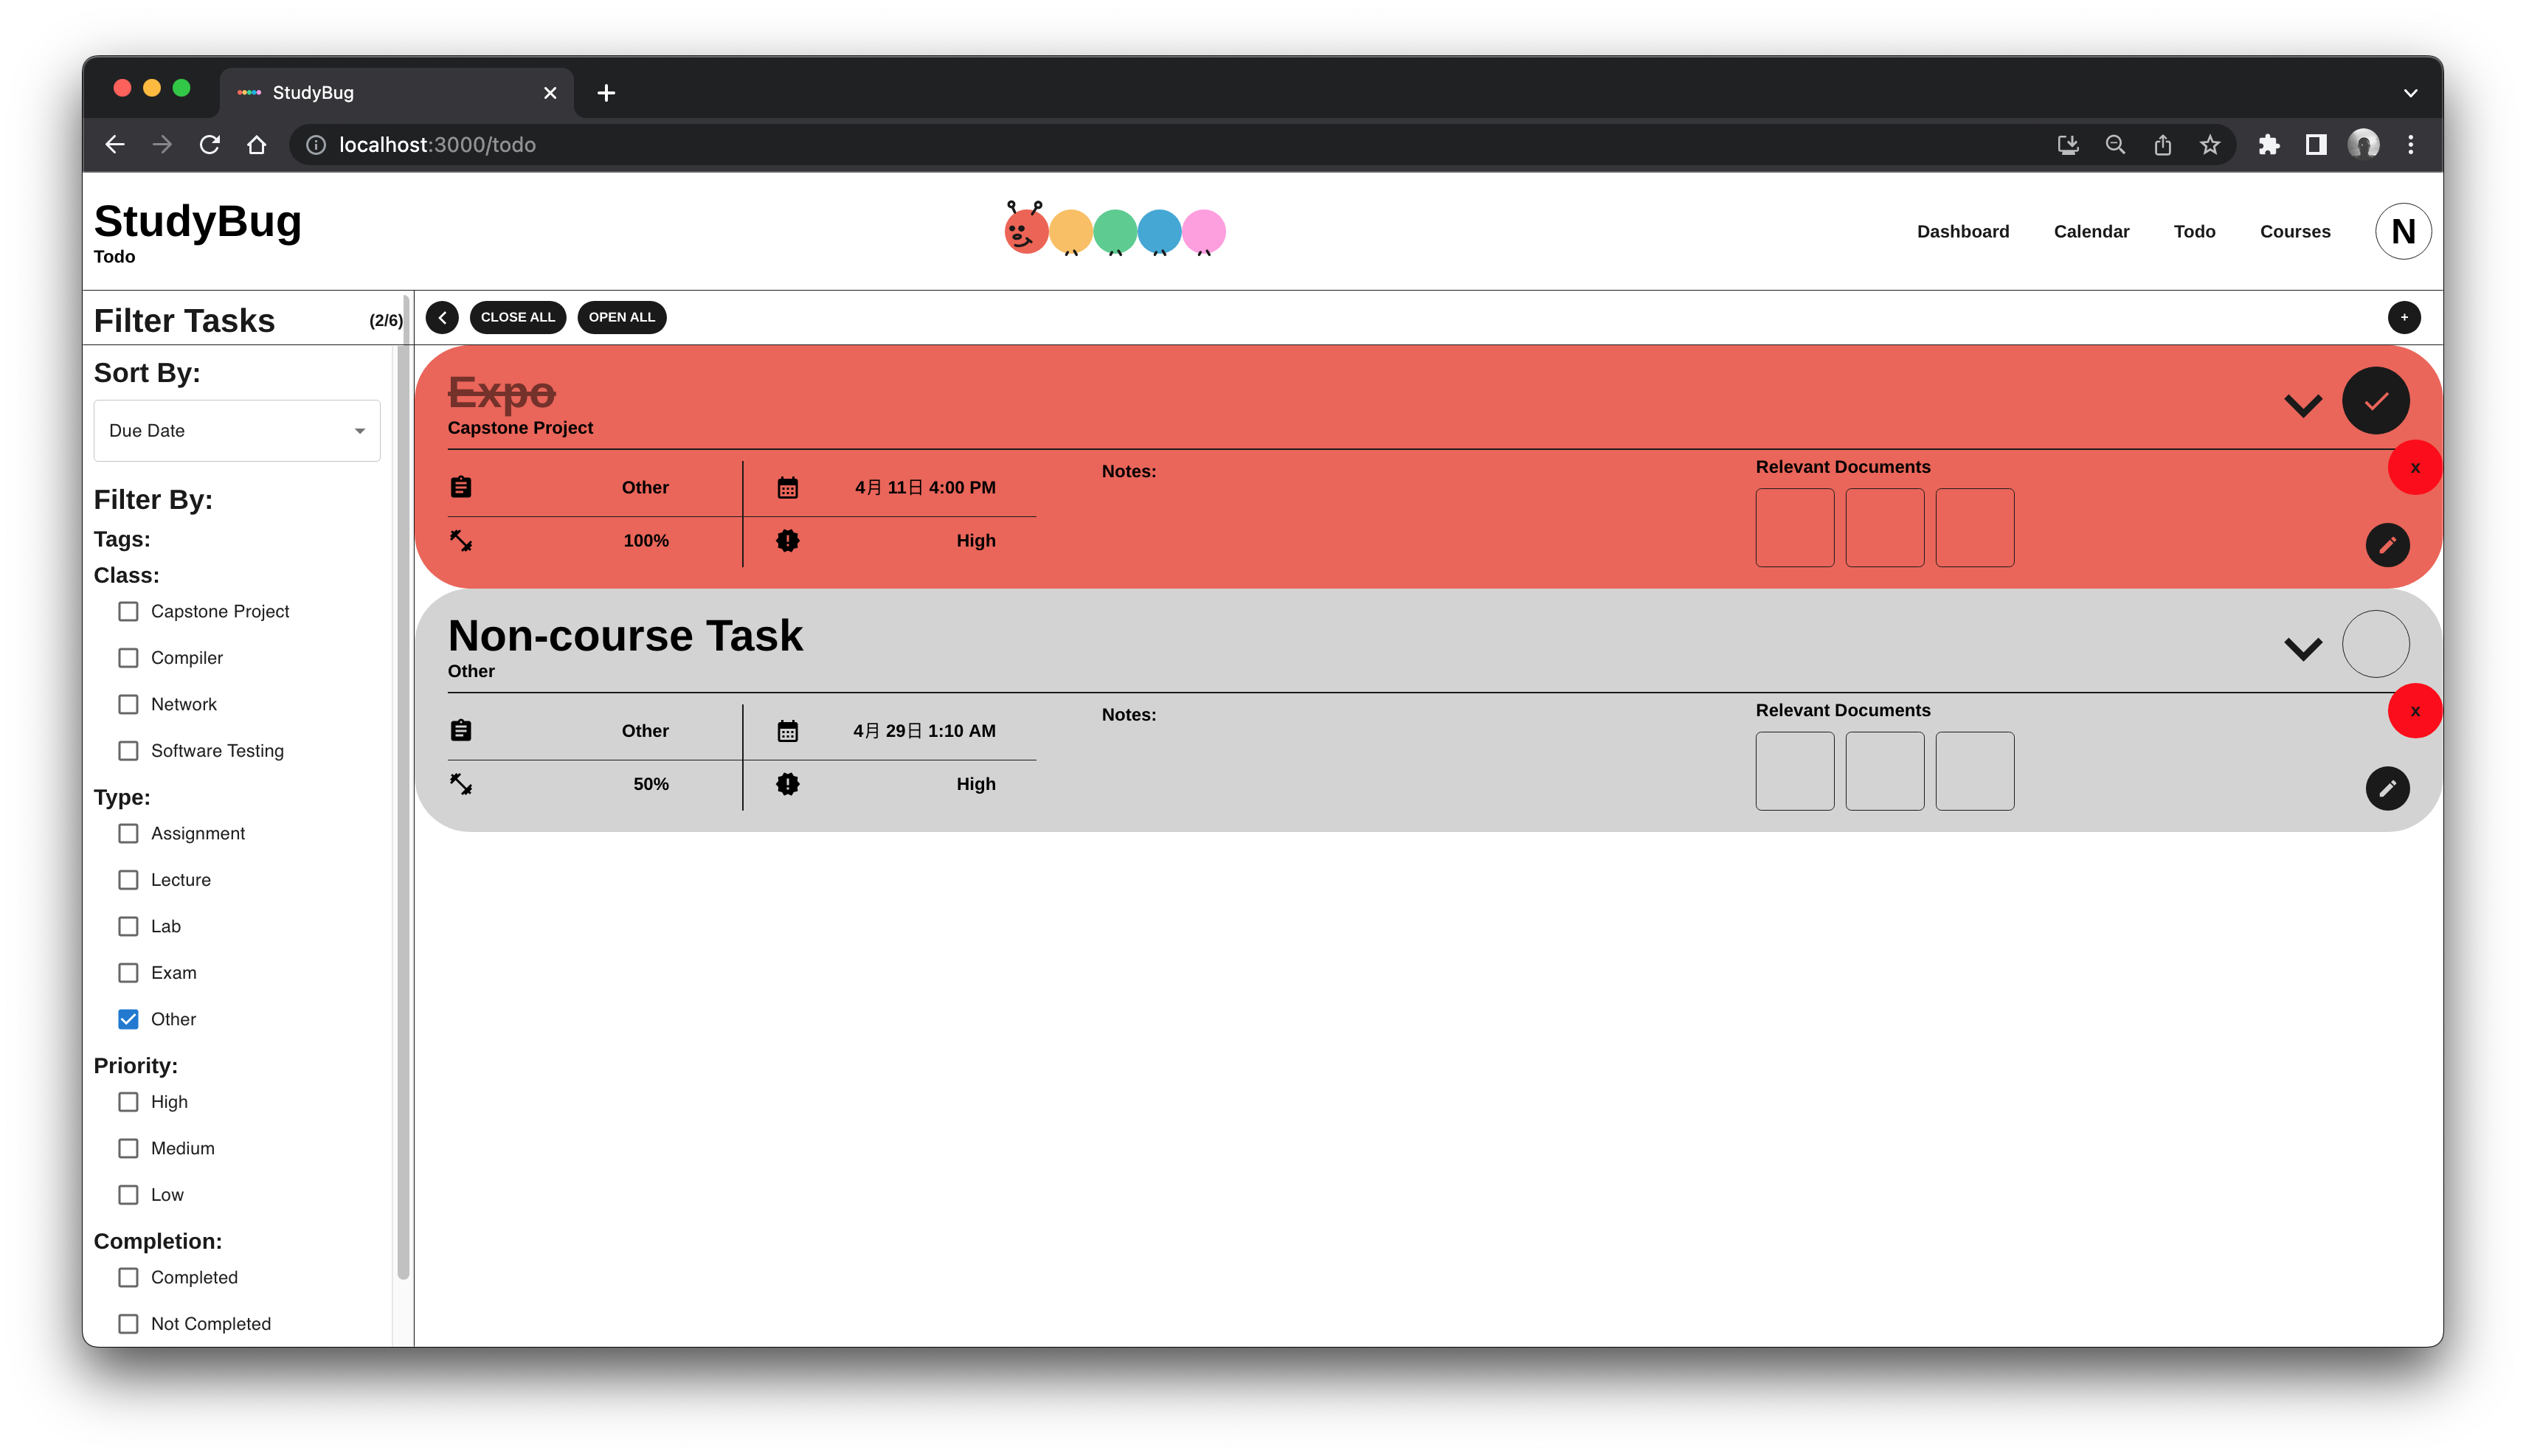 StudyBug
localhost:3000/todo
StudyBug
Todo
Dashboard
Calendar
Todo
Courses
N
Filter Tasks
(2/6)
CLOSE ALL
OPEN ALL
+
Sort By:
Due Date
Filter By:
Tags:
Class:
Capstone Project
Compiler
Network
Software Testing
Type:
Assignment
Lecture
Lab
Exam
Other
Priority:
High
Medium
Low
Completion:
Completed
Not Completed
Expo
Capstone Project
Other
4月 11日 4:00 PM
100%
High
Notes:
Relevant Documents
x
Non-course Task
Other
Other
4月 29日 1:10 AM
50%
High
Notes:
Relevant Documents
x